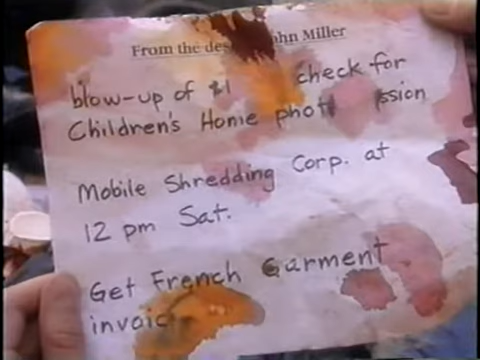 From the des John Miller
blow-up of $1 check for
Children's Home phot ssion
Mobile Shredding Corp. at
12 pm Sat.
Get French Garment
invoic